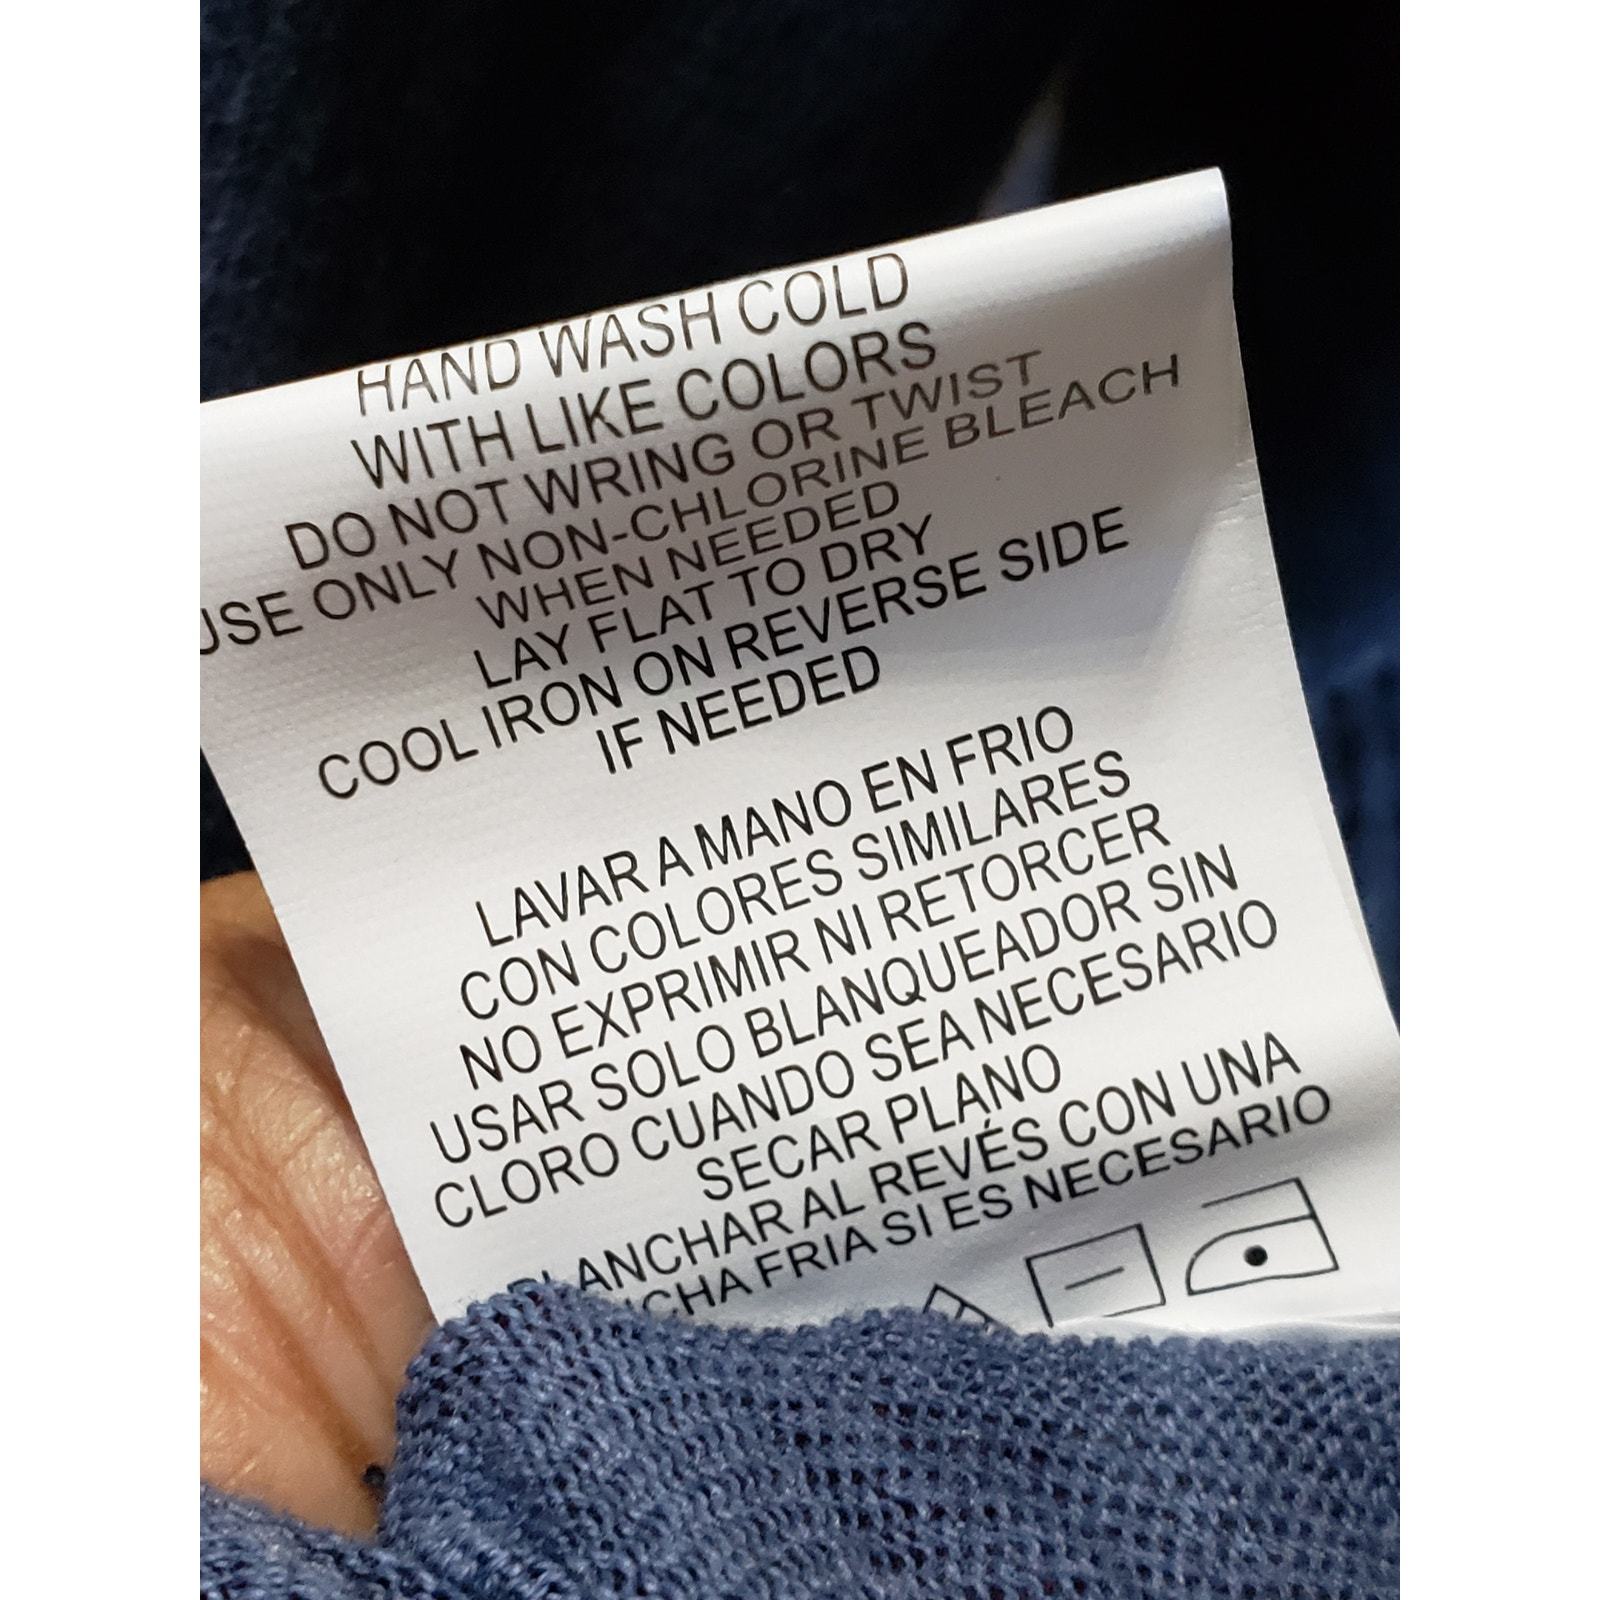 HAND WASH COLD
WITH LIKE COLORS
DO NOT WRING OR TWIST
USE ONLY NON-CHLORINE BLEACH
WHEN NEEDED
LAY FLAT TO DRY
COOL IRON ON REVERSE SIDE
IF NEEDED
LAVAR A MANO EN FRIO
CON COLORES SIMILARES
NO EXPRIMIR NI RETORCER
USAR SOLO BLANQUEADOR SIN
CLORO CUANDO SEA NECESARIO
SECAR PLANO
PLANCHAR AL REVÉS CON UNA
FRIA SI ES NECESARIO